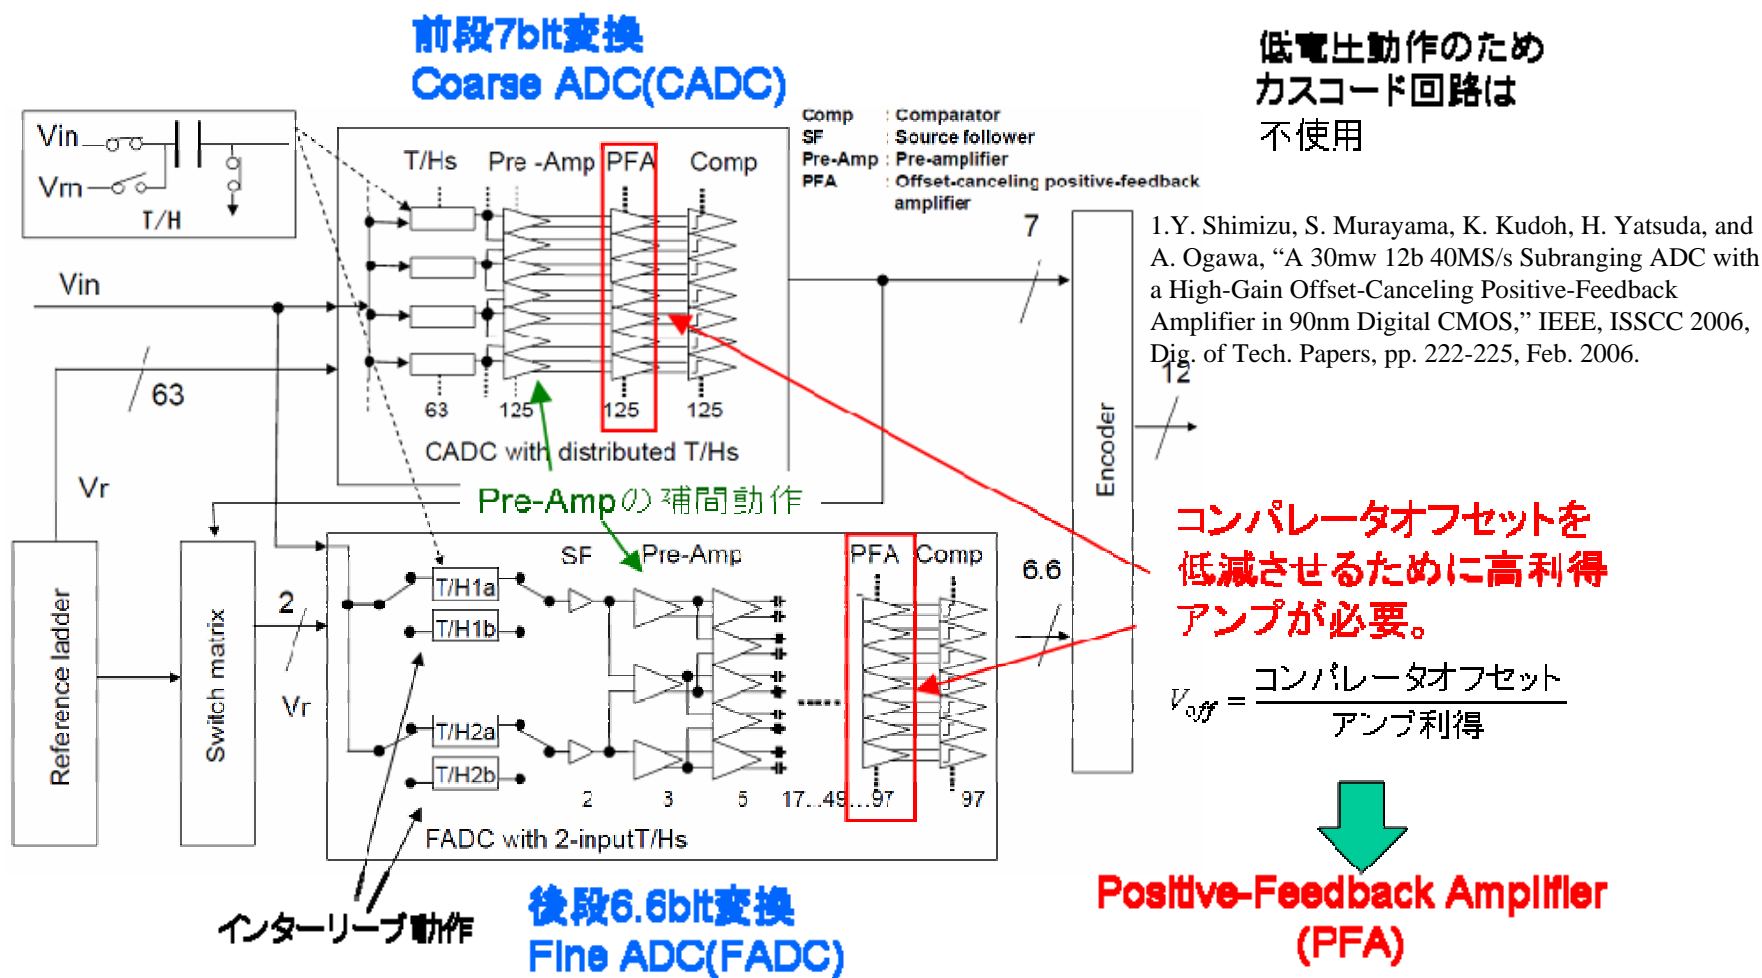 前段7bit変換
Coarse ADC(CADC)
低電圧動作のため
カスコード回路は
不使用
Vin
Vrn
T/H
T/Hs
Pre -Amp
PFA
Comp
Comp : Comparator
SF : Source follower
Pre-Amp : Pre-amplifier
PFA : Offset-canceling positive-feedback
amplifier
7
1.Y. Shimizu, S. Murayama, K. Kudoh, H. Yatsuda, and
A. Ogawa, “A 30mw 12b 40MS/s Subranging ADC with
a High-Gain Offset-Canceling Positive-Feedback
Amplifier in 90nm Digital CMOS,” IEEE, ISSCC 2006,
Dig. of Tech. Papers, pp. 222-225, Feb. 2006.
Vin
63
63
125
125
125
CADC with distributed T/Hs
12
Encoder
Vr
Pre-Ampの補間動作
コンパレータオフセットを
低減させるために高利得
アンプが必要。
Voff = コンパレータオフセット
アンプ利得
Reference ladder
Switch matrix
2
Vr
SF
Pre-Amp
PFA
Comp
6.6
T/H1a
T/H1b
T/H2a
T/H2b
2
3
5
17...49...97
97
FADC with 2-inputT/Hs
インターリーブ動作
後段6.6bit変換
Fine ADC(FADC)
Positive-Feedback Amplifier
(PFA)